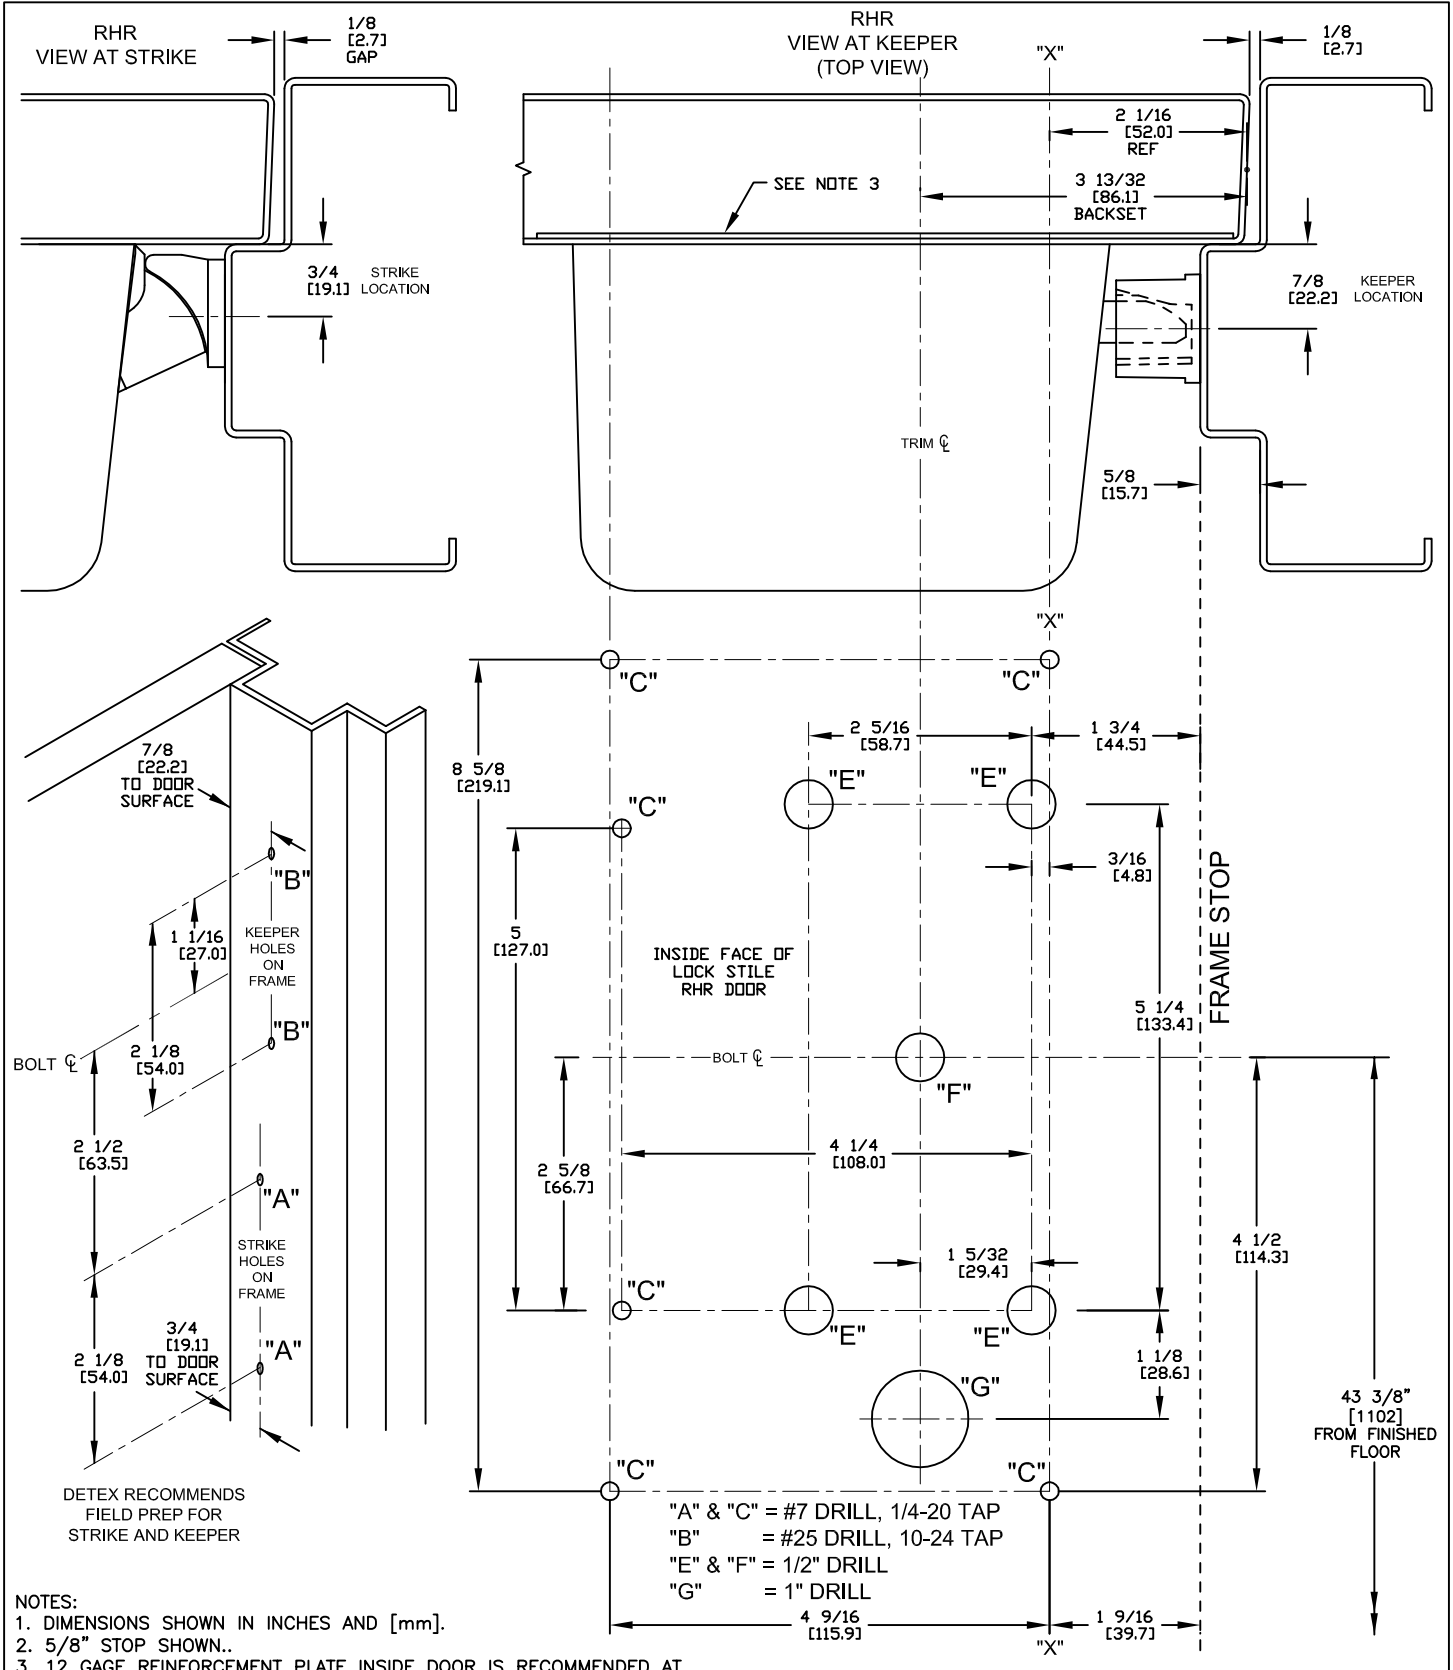 RHR
VIEW AT STRIKE
1/8
[2.7]
GAP
RHR
VIEW AT KEEPER
(TOP VIEW)
"X"
1/8
[2.7]
2 1/16
[52.0]
REF
SEE NOTE 3
3 13/32
[86.1]
BACKSET
3/4
[19.1]
STRIKE
LOCATION
7/8
[22.2]
KEEPER
LOCATION
TRIM ℄
5/8
[15.7]
"X"
"C"
"C"
7/8
[22.2]
TO DOOR
SURFACE
8 5/8
[219.1]
2 5/16
[58.7]
1 3/4
[44.5]
"E"
"E"
"C"
3/16
[4.8]
"B"
1 1/16
[27.0]
KEEPER
HOLES
ON
FRAME
5
[127.0]
INSIDE FACE OF
LOCK STILE
RHR DOOR
FRAME STOP
5 1/4
[133.4]
"B"
BOLT ℄
2 1/8
[54.0]
BOLT ℄
"F"
2 1/2
[63.5]
4 1/4
[108.0]
2 5/8
[66.7]
"A"
STRIKE
HOLES
ON
FRAME
1 5/32
[29.4]
4 1/2
[114.3]
"C"
"E"
"E"
3/4
[19.1]
TO DOOR
SURFACE
"A"
2 1/8
[54.0]
1 1/8
[28.6]
"G"
43 3/8"
[1102]
FROM FINISHED
FLOOR
"C"
"C"
DETEX RECOMMENDS
FIELD PREP FOR
STRIKE AND KEEPER
"A" & "C" = #7 DRILL, 1/4-20 TAP
"B" = #25 DRILL, 10-24 TAP
"E" & "F" = 1/2" DRILL
"G" = 1" DRILL
4 9/16
[115.9]
1 9/16
[39.7]
"X"
NOTES:
1. DIMENSIONS SHOWN IN INCHES AND [mm].
2. 5/8" STOP SHOWN..
3. 12 GAGE REINFORCEMENT PLATE INSIDE DOOR IS RECOMMENDED AT